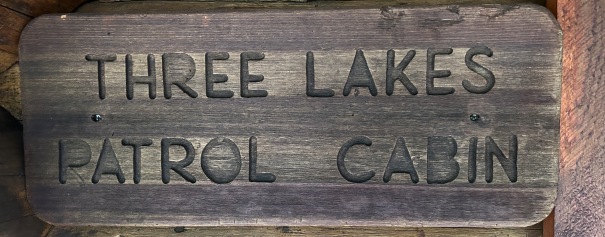 THREE LAKES
PATROL CABIN